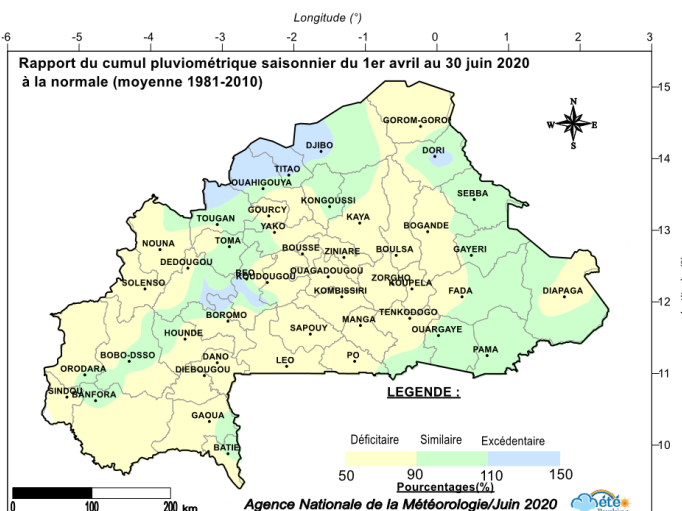 Longitude (°)
-6 -5 -4 -3 -2 -1 0 1 2 3
Rapport du cumul pluviométrique saisonnier du 1er avril au 30 juin 2020
à la normale (moyenne 1981-2010)
15
GOROM-GOROM
N
W E
S
DJIBO
DORI
14
TITAO
OUAHIGOUYA
SEBBA
KONGOUSSI
GOURCY
TOUGAN
KAYA
YAKO
BOGANDE
13
NOUNA
TOMA
BOUSSE
ZINIARE
BOULSA
GAYERI
DEDOUGOU
OUAGADOUGOU
KOUDOUGOU
ZORGHO
SOLENSO
KOUPELA
KOMBISSIRI
FADA
DIAPAGA
12
BOROMO
TENKODOGO
MANGA
HOUNDE
SAPOUY
OUARGAYE
BOBO-DSSO
DANO
LEO
PO
PAMA
ORODARA
DIEBOUGOU
11
SINDOU
BANFORA
LEGENDE :
GAOUA
BATIE
Déficitaire Similaire Excédentaire
10
50 90 110 150
Pourcentages(%)
0 100 200 km
Agence Nationale de la Météorologie/Juin 2020
météo